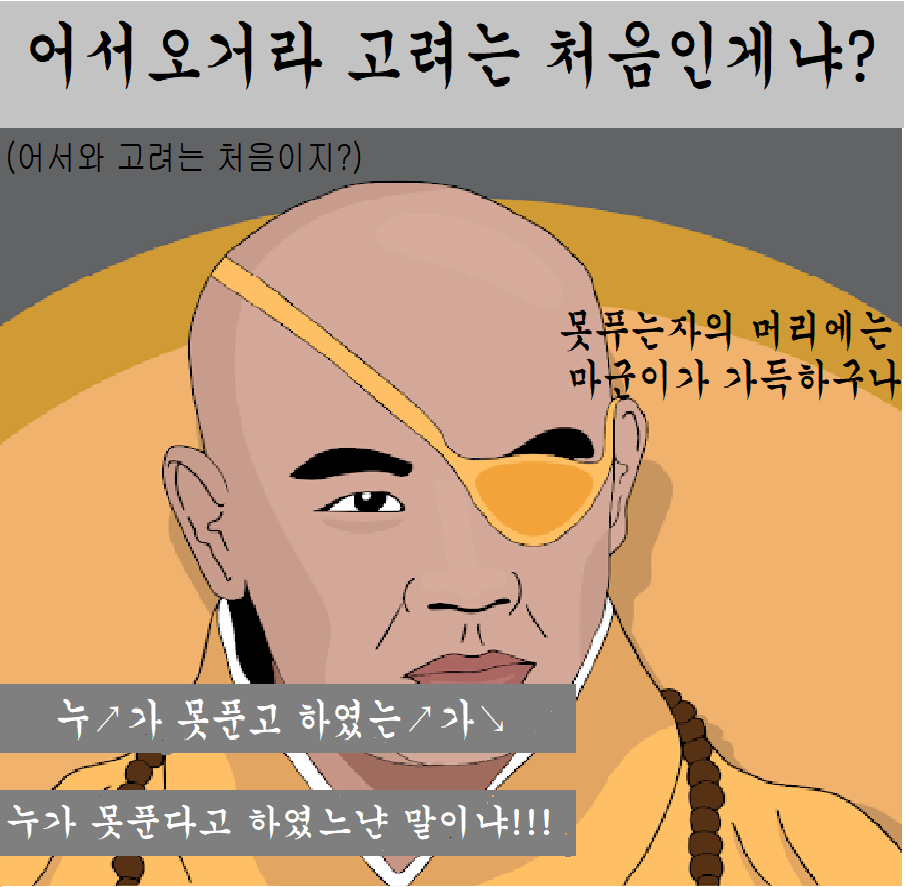 어서오거라 고려는 처음인게냐?
(어서와 고려는 처음이지?)
못푸는자의 머리에는
마군이가 가득하구나
누↗가 못푼고 하였는↗가↘
누가 못푼다고 하였느냔 말이냐!!!